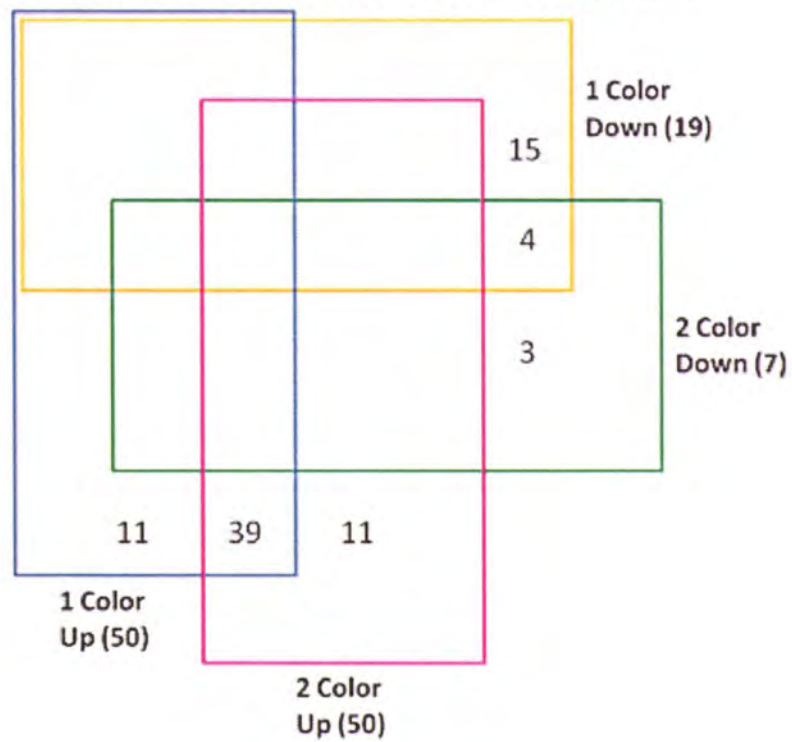 1 Color
Down (19)
15
4
2 Color
Down (7)
3
11 39 11
1 Color
Up (50)
2 Color
Up (50)